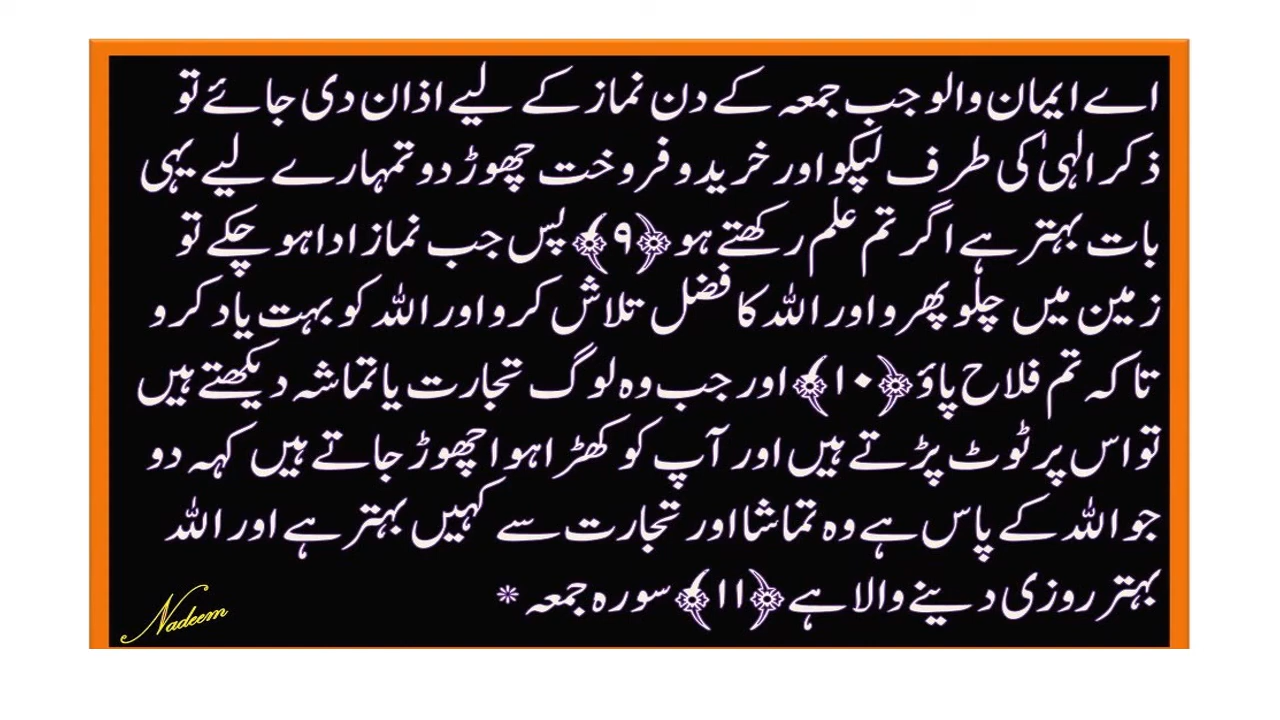 اے ایمان والو جب جمعہ کے دن نماز کے لیے اذان دی جائے تو
ذکر الہیٰ کی طرف لپکو اور خرید و فروخت چھوڑ دو تمہارے لیے یہی
بات بہتر ہے اگر تم علم رکھتے ہو ﴿۹﴾ پس جب نماز ادا ہو چکے تو
زمین میں چلو پھرو اور اللہ کا فضل تلاش کرو اور اللہ کو بہت یاد کرو
تاکہ تم فلاح پاؤ ﴿۱۰﴾ اور جب وہ لوگ تجارت یا تماشہ دیکھتے ہیں
تو اس پر ٹوٹ پڑتے ہیں اور آپ کو کھڑا ہوا چھوڑ جاتے ہیں کہہ دو
جو اللہ کے پاس ہے وہ تماشا اور تجارت سے کہیں بہتر ہے اور اللہ
بہتر روزی دینے والا ہے ﴿۱۱﴾ سورہ جمعہ *
Nadeem